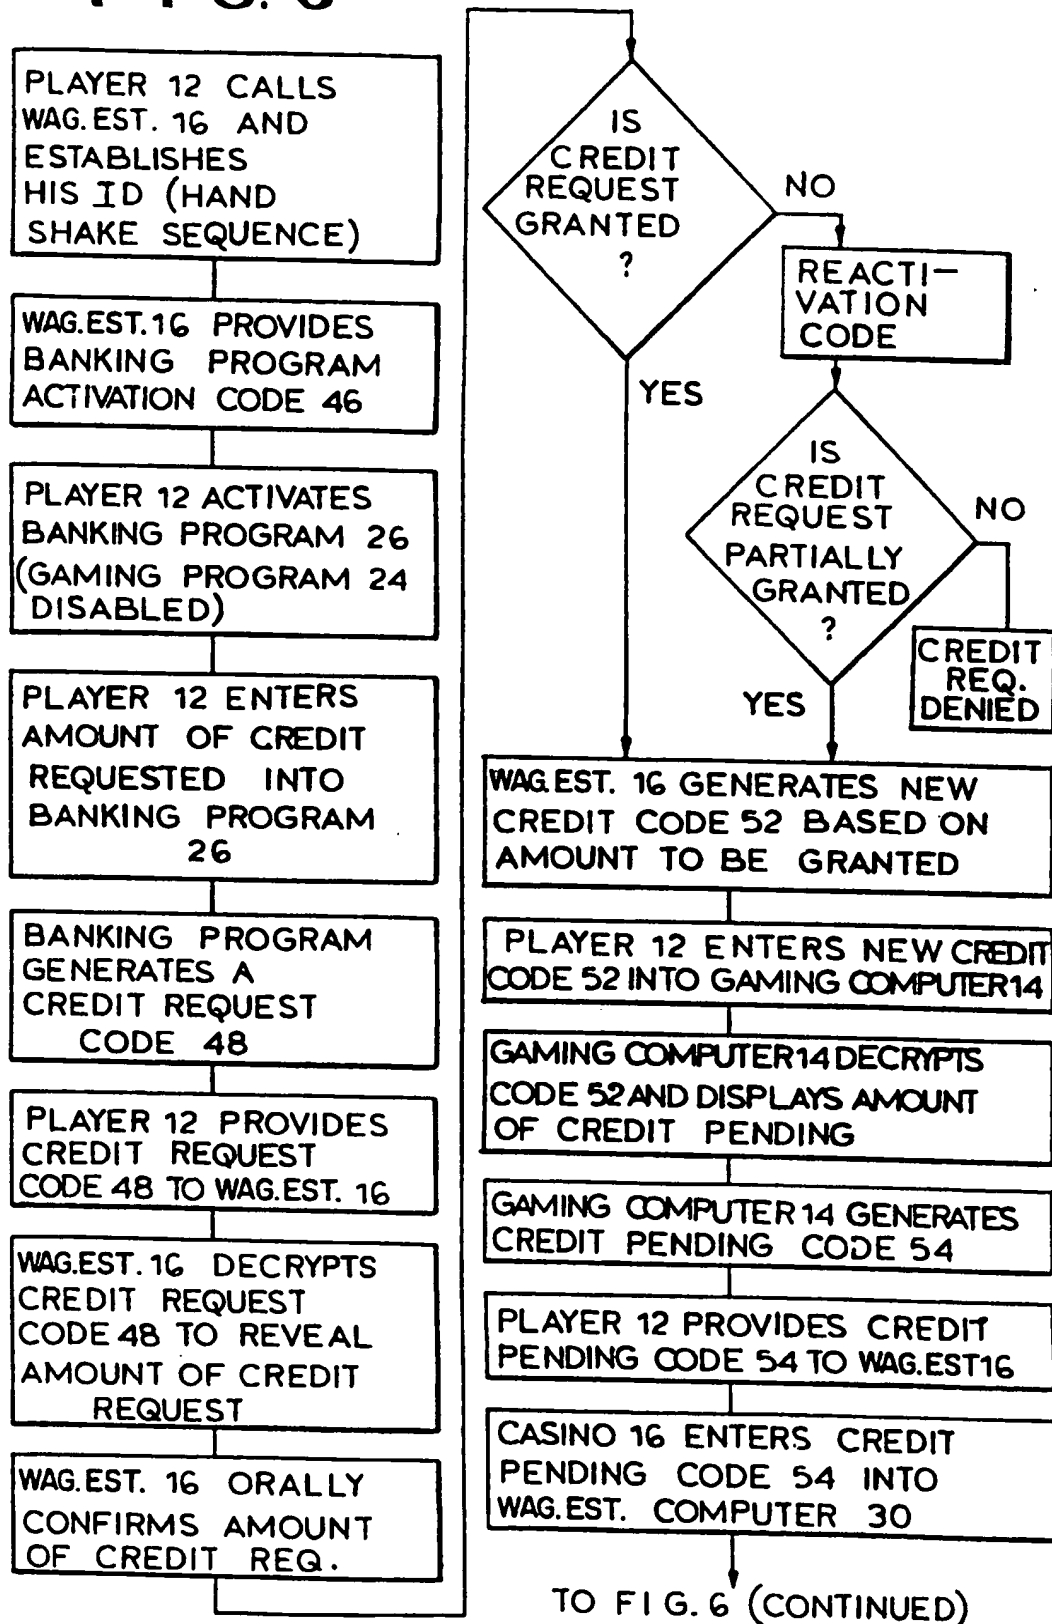 FIG. 6
PLAYER 12 CALLS
WAG.EST. 16 AND
ESTABLISHES
HIS ID (HAND
SHAKE SEQUENCE)
WAG.EST.16 PROVIDES
BANKING PROGRAM
ACTIVATION CODE 46
PLAYER 12 ACTIVATES
BANKING PROGRAM 26
(GAMING PROGRAM 24
DISABLED)
PLAYER 12 ENTERS
AMOUNT OF CREDIT
REQUESTED INTO
BANKING PROGRAM
26
BANKING PROGRAM
GENERATES A
CREDIT REQUEST
CODE 48
PLAYER 12 PROVIDES
CREDIT REQUEST
CODE 48 TO WAG.EST. 16
WAG.EST.16 DECRYPTS
CREDIT REQUEST
CODE 48 TO REVEAL
AMOUNT OF CREDIT
REQUEST
WAG.EST. 16 ORALLY
CONFIRMS AMOUNT
OF CREDIT REQ.
IS
CREDIT
REQUEST
GRANTED
?
NO
YES
REACTI-
VATION
CODE
IS
CREDIT
REQUEST
PARTIALLY
GRANTED
?
NO
YES
CREDIT
REQ.
DENIED
WAG.EST. 16 GENERATES NEW
CREDIT CODE 52 BASED ON
AMOUNT TO BE GRANTED
PLAYER 12 ENTERS NEW CREDIT
CODE 52 INTO GAMING COMPUTER 14
GAMING COMPUTER 14 DECRYPTS
CODE 52 AND DISPLAYS AMOUNT
OF CREDIT PENDING
GAMING COMPUTER 14 GENERATES
CREDIT PENDING CODE 54
PLAYER 12 PROVIDES CREDIT
PENDING CODE 54 TO WAG.EST16
CASINO 16 ENTERS CREDIT
PENDING CODE 54 INTO
WAG.EST. COMPUTER 30
TO FIG. 6 (CONTINUED)